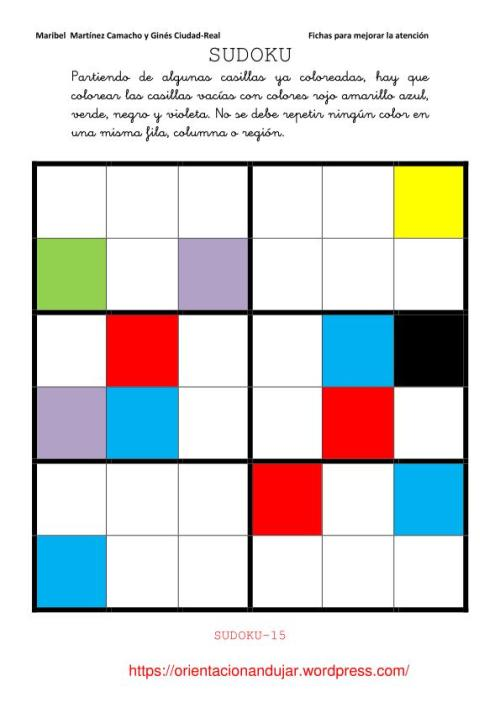 Maribel Martínez Camacho y Ginés Ciudad-Real Fichas para mejorar la atención
SUDOKU
Partiendo de algunas casillas ya coloreadas, hay que
colorear las casillas vacías con colores rojo amarillo azul,
verde, negro y violeta. No se debe repetir ningún color en
una misma fila, columna o región.
SUDOKU-15
https://orientacionandujar.wordpress.com/